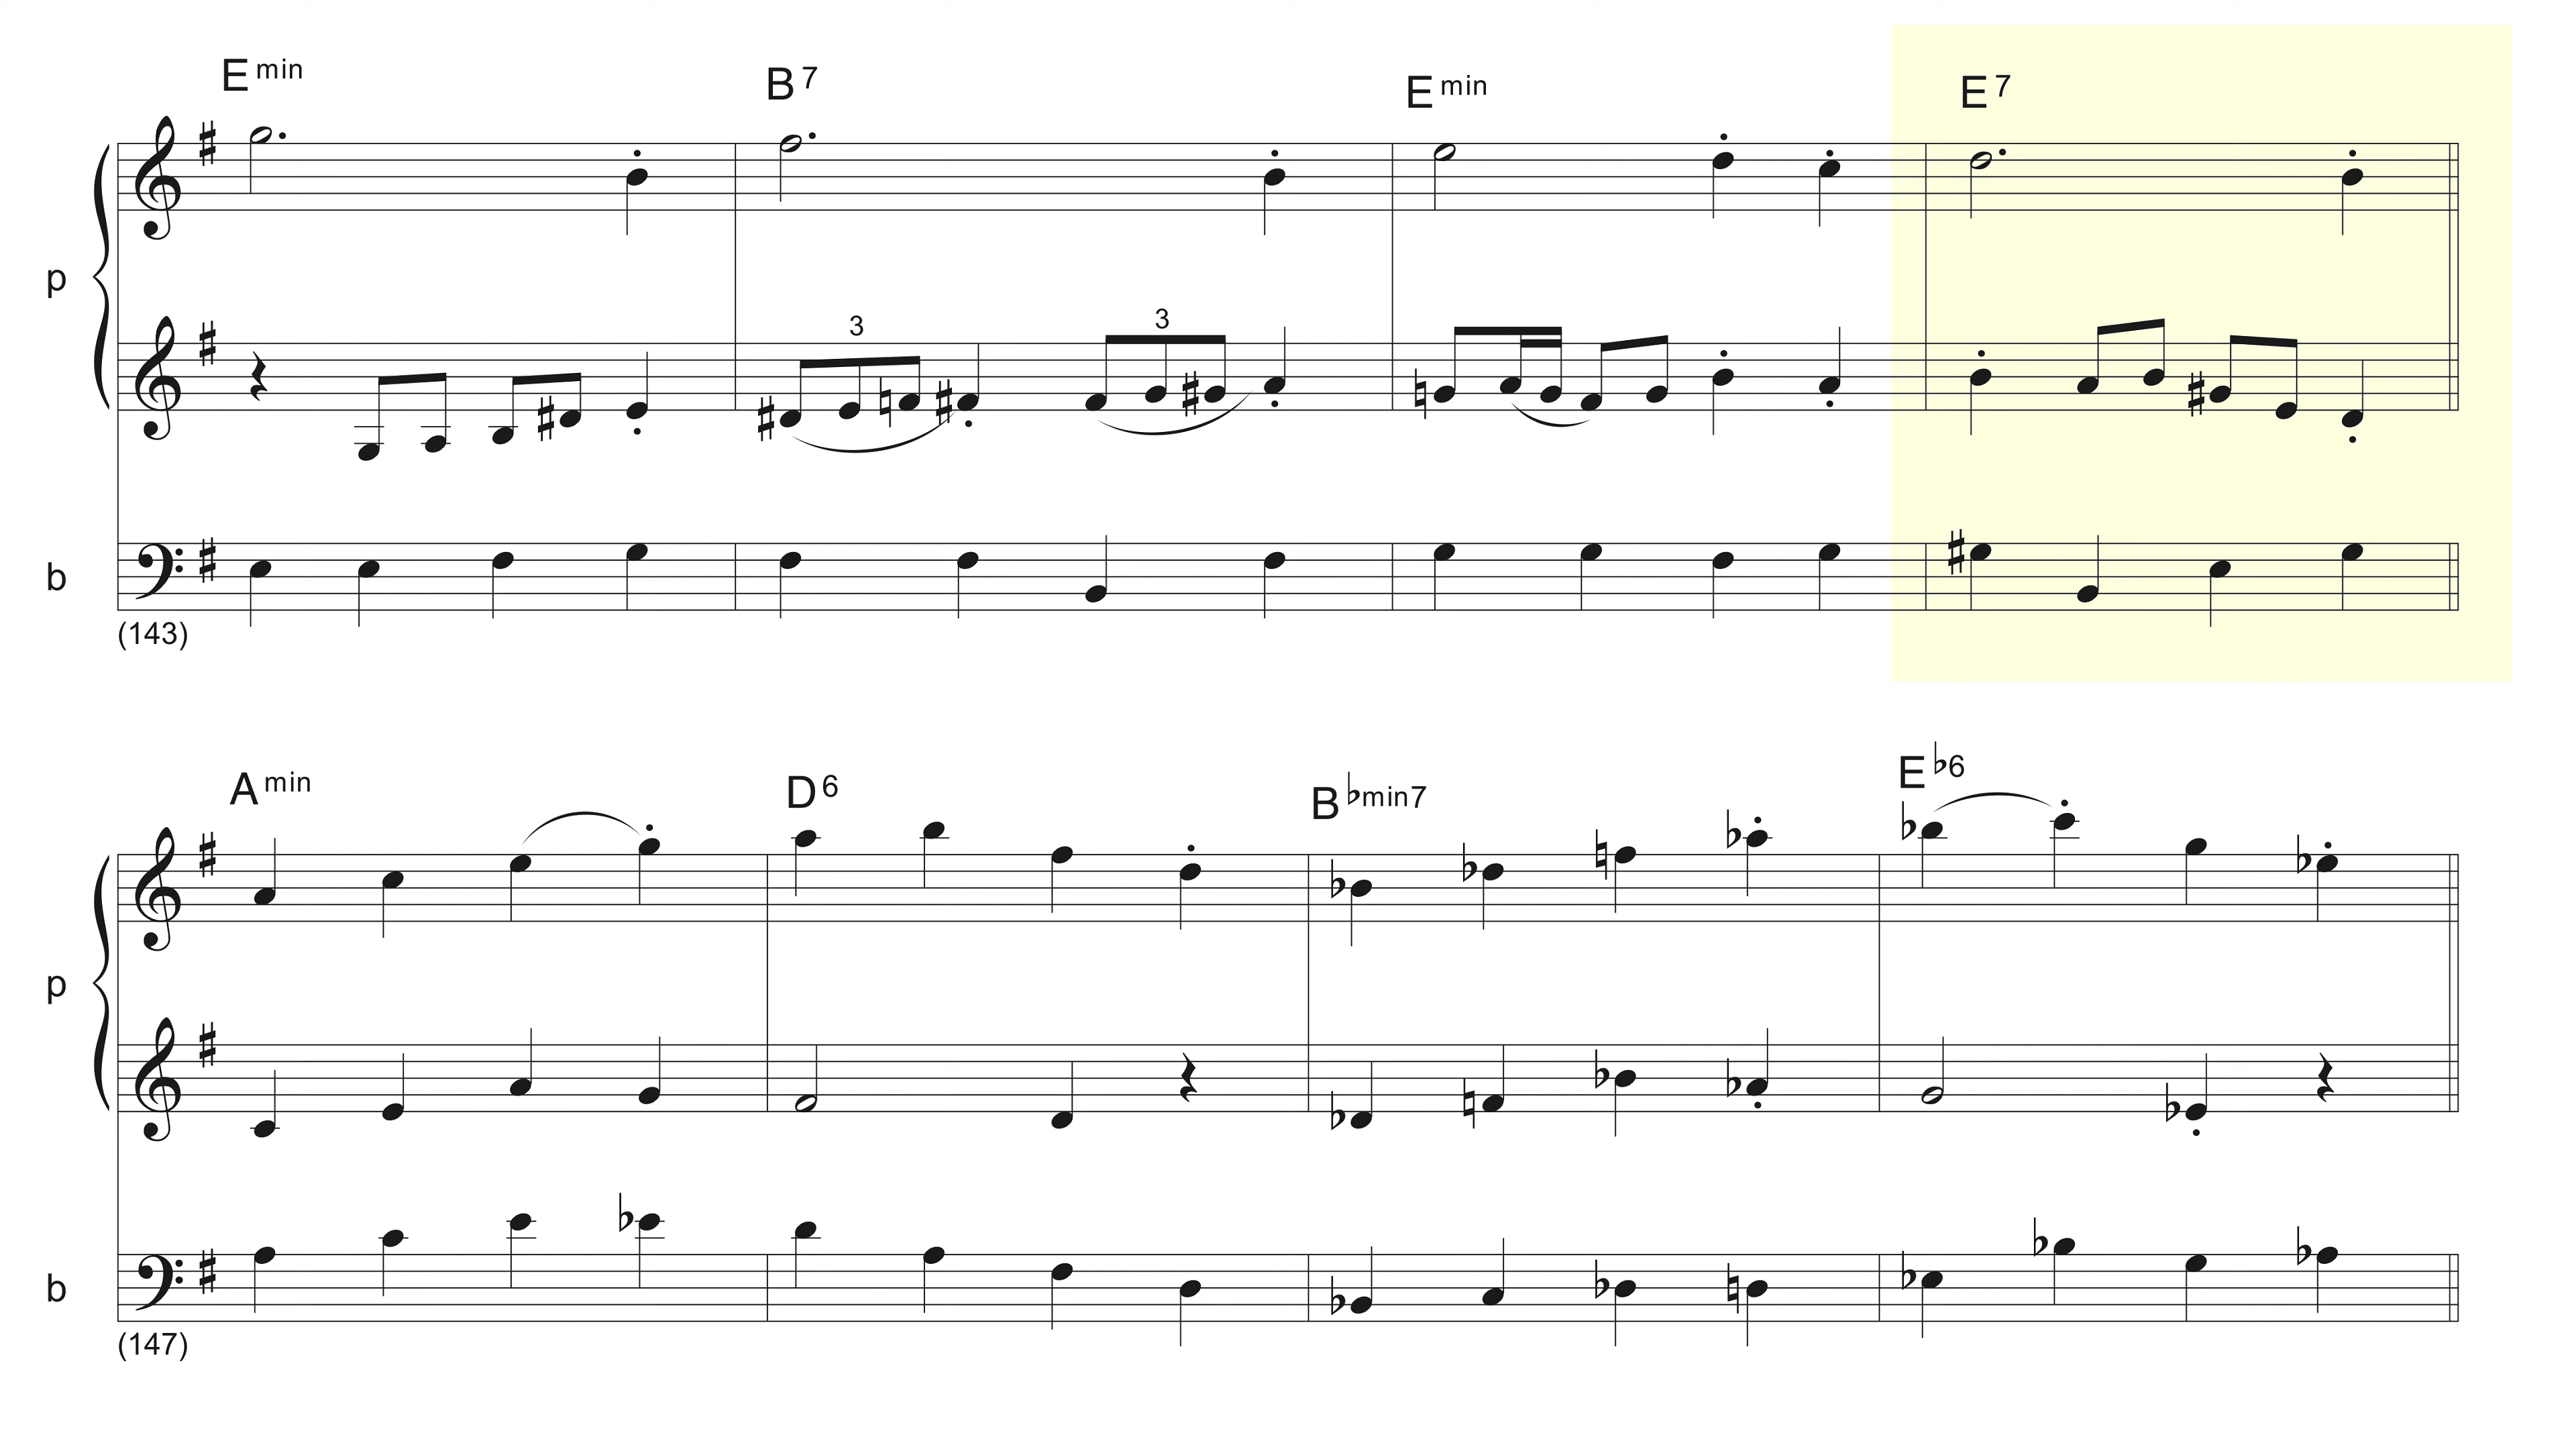 E min B 7 E min E 7
3 3
p
b
(143)
A min D 6 B ♭min7 E ♭6
p
b
(147)